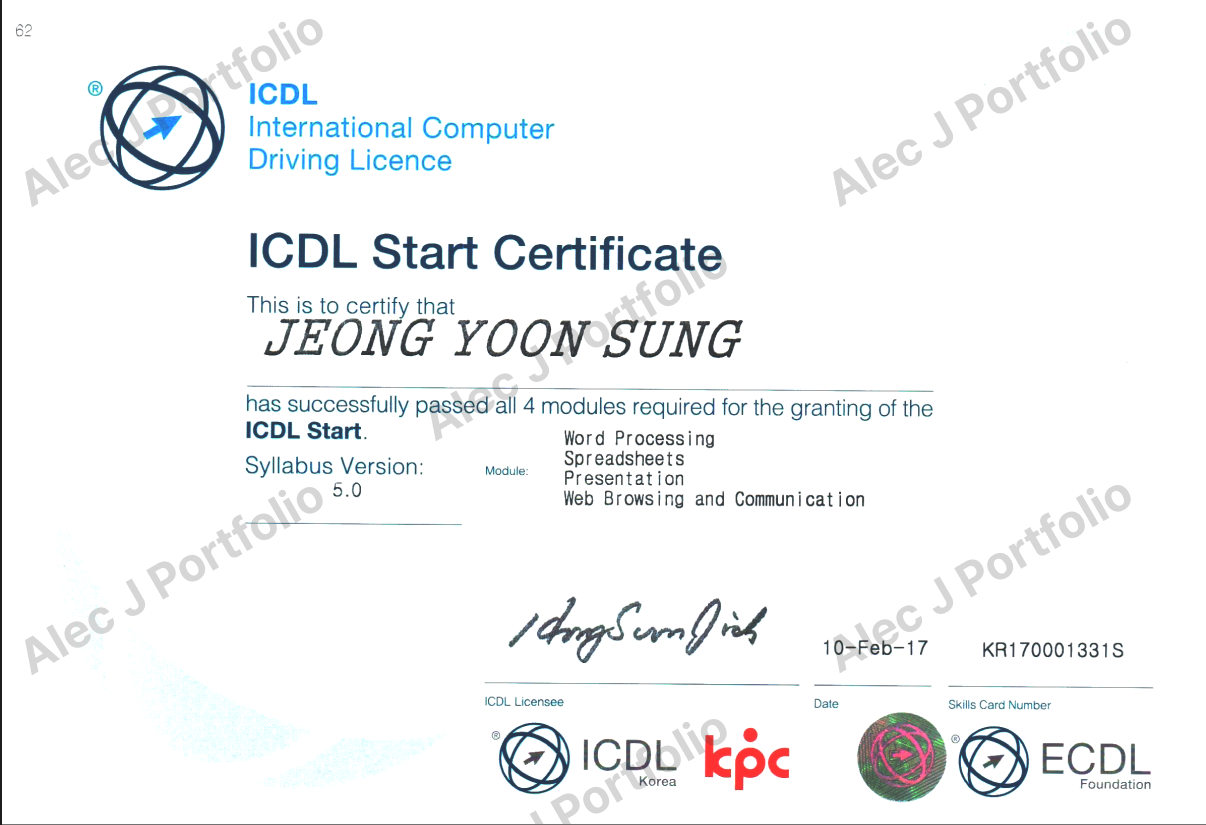 62
®
ICDL
International Computer
Driving Licence
ICDL Start Certificate
This is to certify that
JEONG YOON SUNG
has successfully passed all 4 modules required for the granting of the
ICDL Start.
Syllabus Version:
5.0
Module:
Word Processing
Spreadsheets
Presentation
Web Browsing and Communication
10-Feb-17
KR170001331S
ICDL Licensee
Date
Skills Card Number
® ICDL
Korea
kpc
® ECDL
Foundation
Alec J Portfolio
Alec J Portfolio
Alec J Portfolio
Alec J Portfolio
Alec J Portfolio
J Portfolio